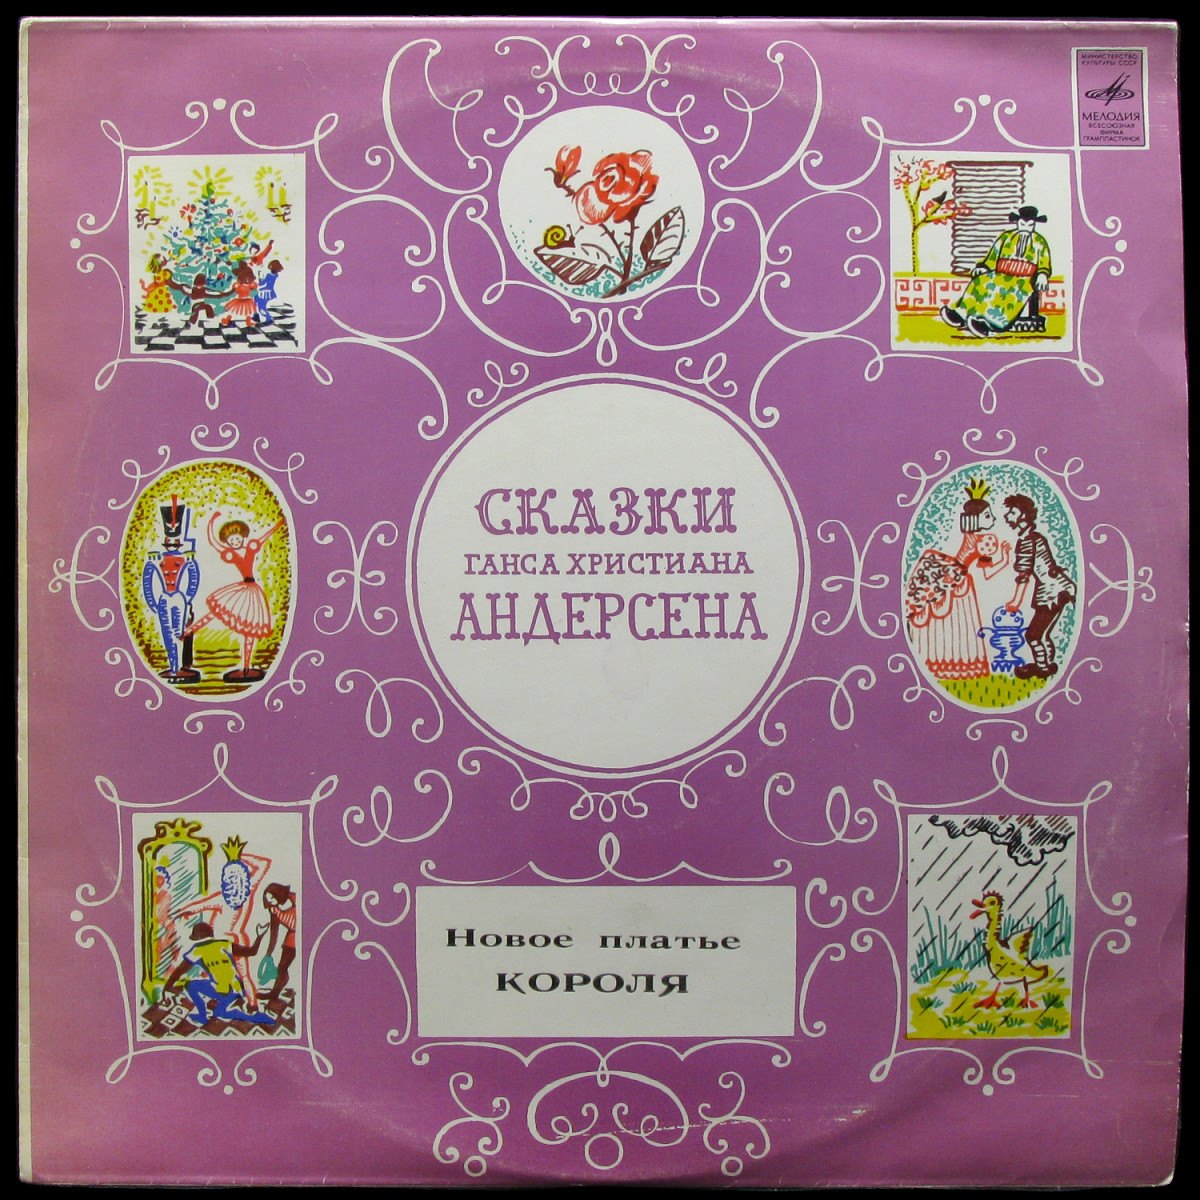 МИНИСТЕРСТВО
КУЛЬТУРЫ СССР
МЕЛОДИЯ
ВСЕСОЮЗНАЯ
ФИРМА
ГРАМПЛАСТИНОК
СКАЗКИ
ГАНСА ХРИСТИАНА
АНДЕРСЕНА
Новое платье
КОРОЛЯ